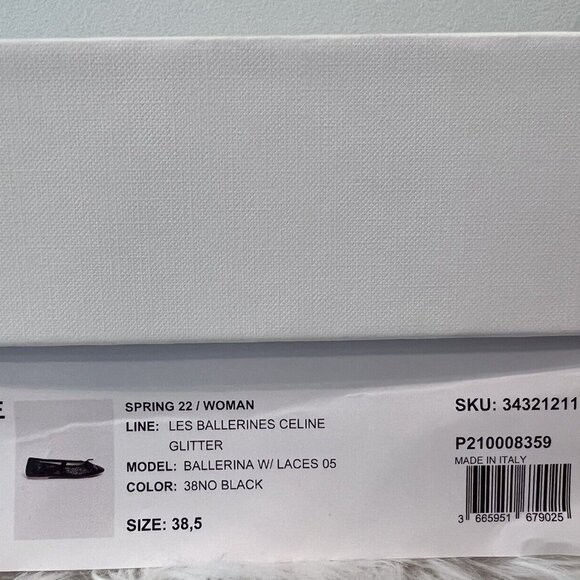 E
SPRING 22 / WOMAN
LINE: LES BALLERINES CELINE
GLITTER
MODEL: BALLERINA W/ LACES 05
COLOR: 38NO BLACK
SIZE: 38,5
SKU: 34321211
P210008359
MADE IN ITALY
3 665951 679025